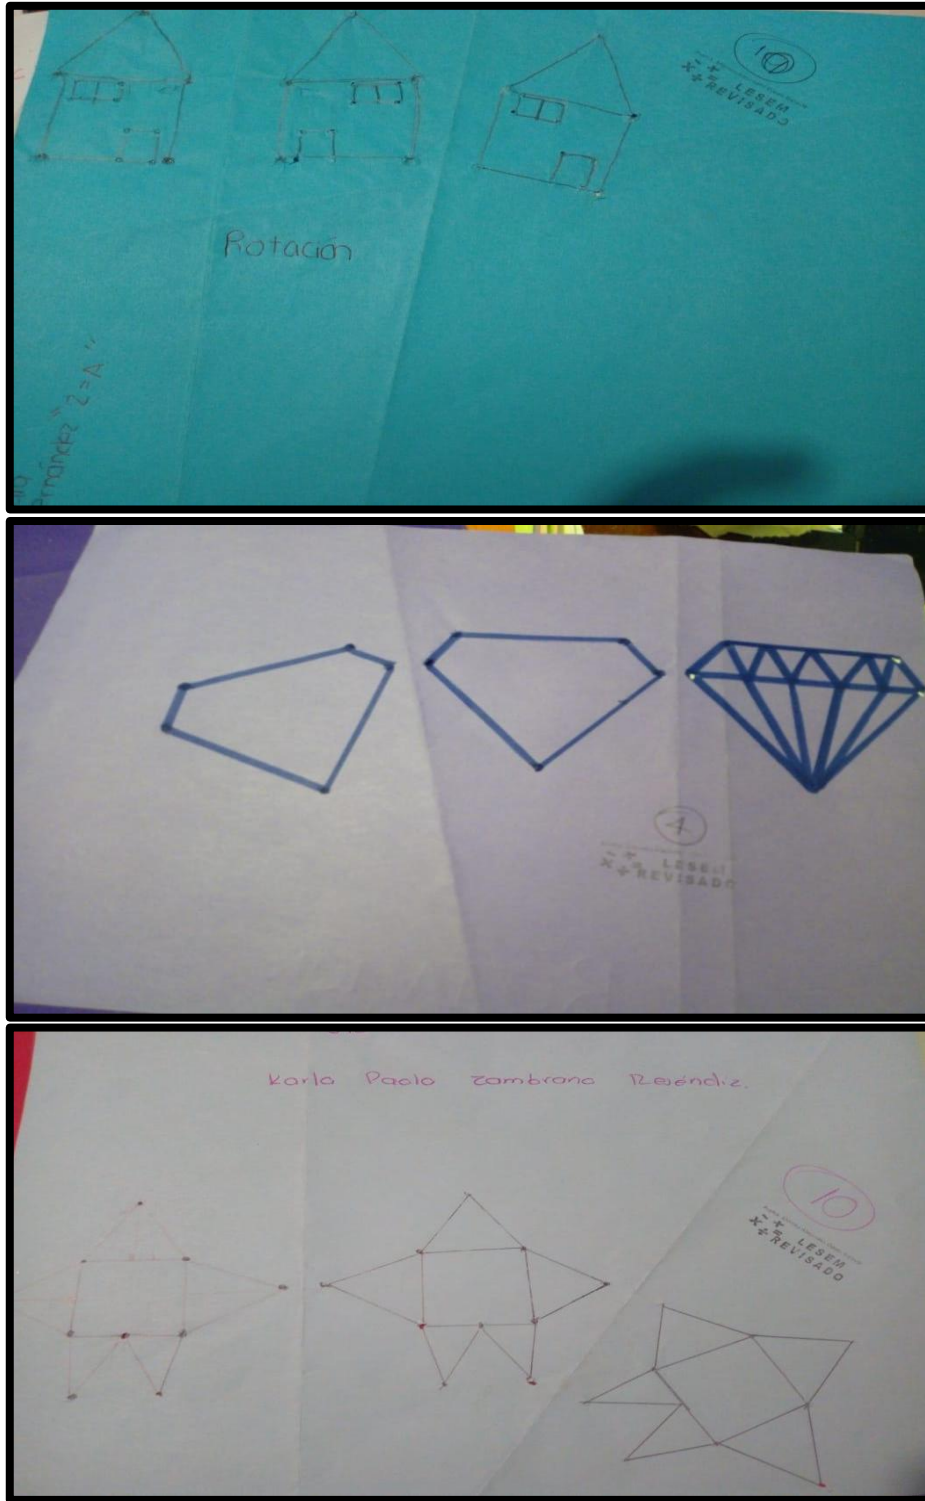 10
LESEM
REVISADO
Rotación
"2=A"
4
LESEM
REVISADO
Karla Paola Zambrano Reséndiz.
10
LESEM
REVISADO